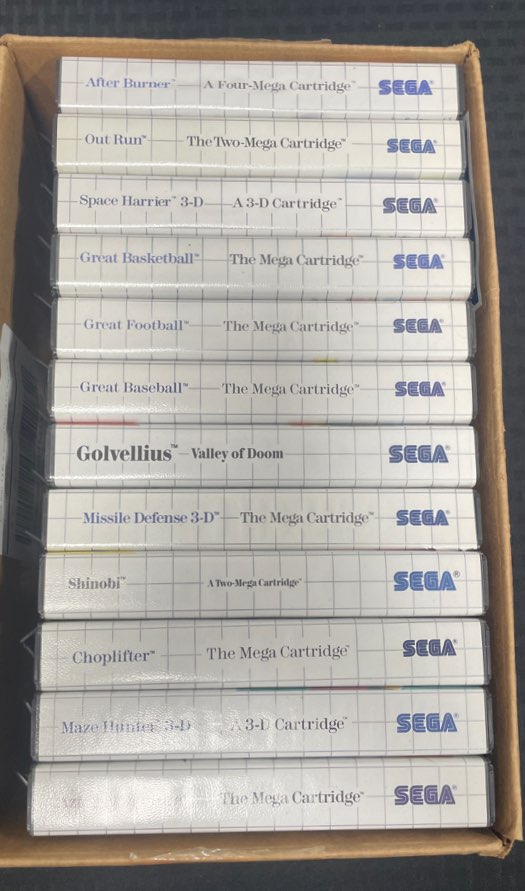 After Burner™ A Four-Mega Cartridge™ SEGA®
Out Run™ The Two-Mega Cartridge™ SEGA®
Space Harrier™ 3-D A 3-D Cartridge™ SEGA®
Great Basketball™ The Mega Cartridge™ SEGA®
Great Football™ The Mega Cartridge™ SEGA®
Great Baseball™ The Mega Cartridge™ SEGA®
Golvellius™ Valley of Doom SEGA®
Missile Defense 3-D™ The Mega Cartridge™ SEGA®
Shinobi™ A Two-Mega Cartridge™ SEGA®
Choplifter™ The Mega Cartridge™ SEGA®
Maze Hunter 3-D A 3-D Cartridge™ SEGA®
The Mega Cartridge™ SEGA®